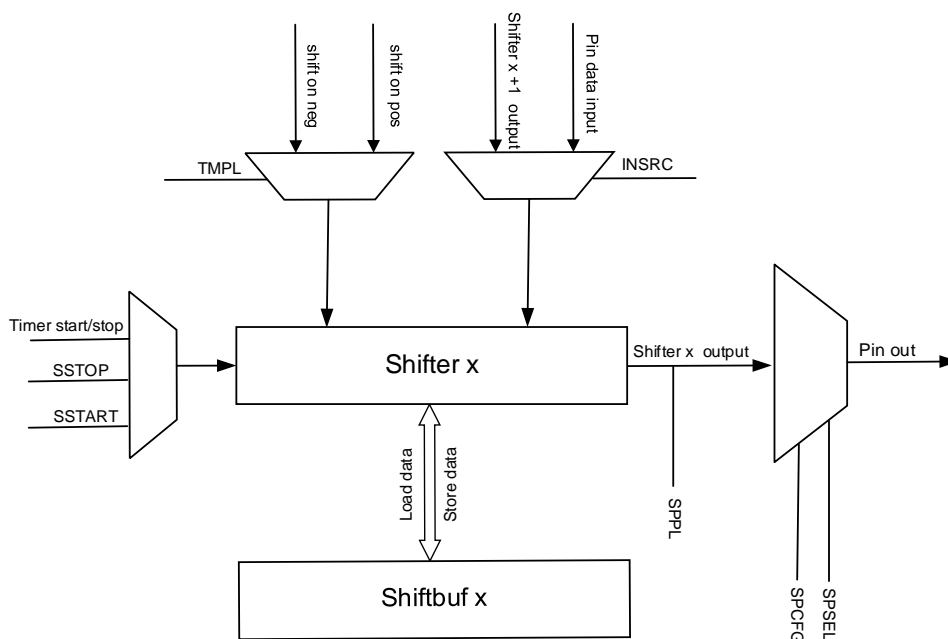 shift on neg
shift on pos
Shifter x +1 output
Pin data input
TMPL
INSRC
Timer start/stop
SSTOP
SSTART
Shifter x
Shifter x output
Pin out
Load data
Store data
SPPL
SPCFG
SPSEL
Shiftbuf x